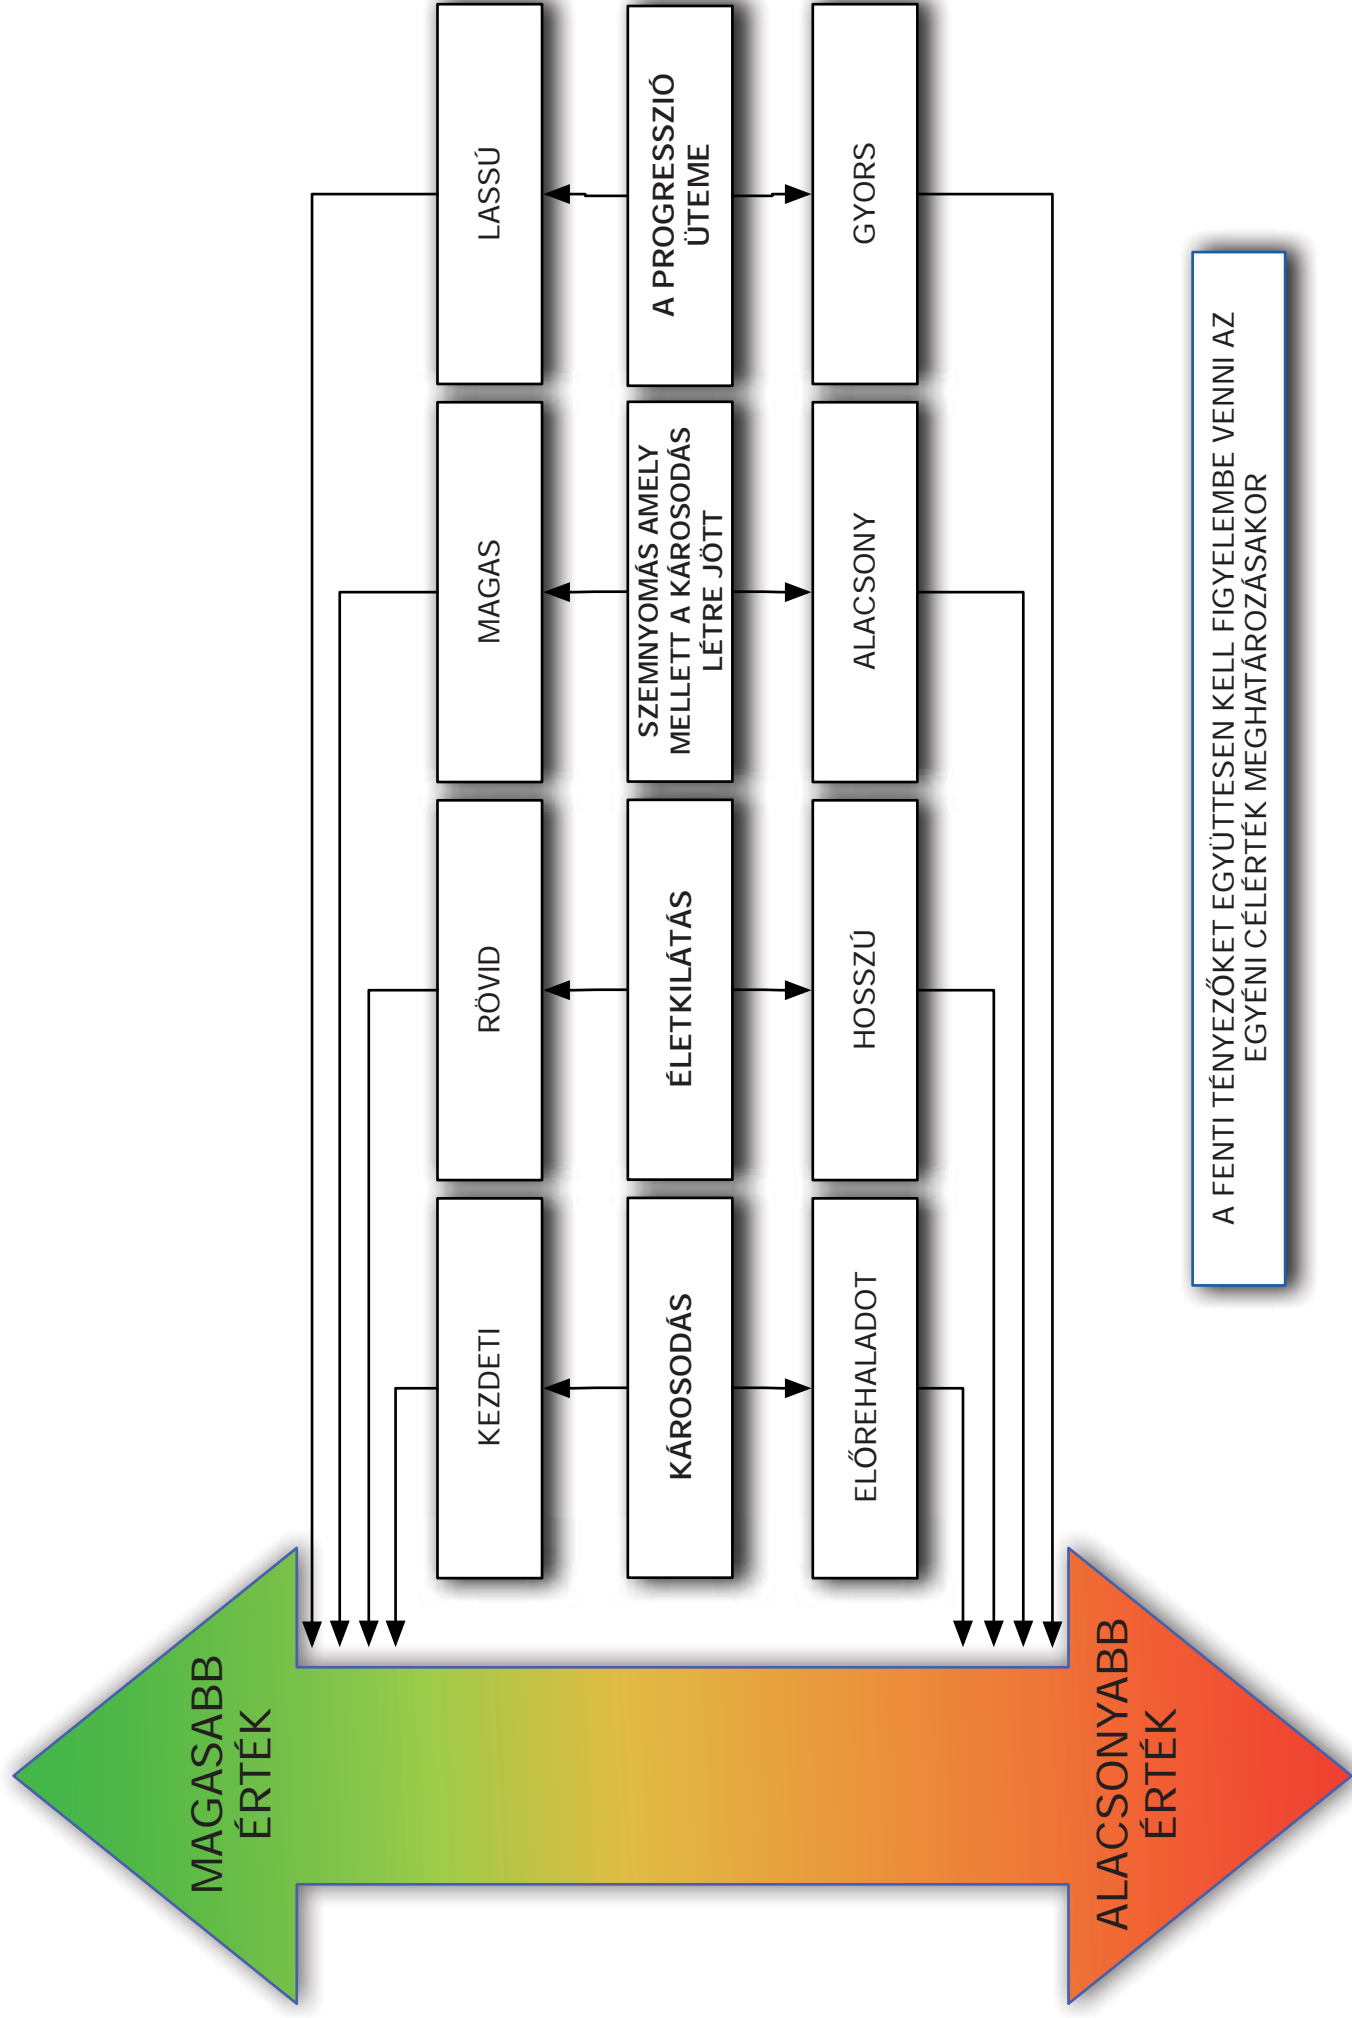 MAGASABB
ÉRTÉK
KEZDETI
RÖVID
MAGAS
LASSÚ
KÁROSODÁS
ÉLETKILÁTÁS
SZEMNYOMÁS AMELY
MELLETT A KÁROSODÁS
LÉTRE JÖTT
A PROGRESSZIÓ
ÜTEME
ELŐREHALADOT
HOSSZÚ
ALACSONY
GYORS
ALACSONYABB
ÉRTÉK
A FENTI TÉNYEZŐKET EGYÜTTESEN KELL FIGYELEMBE VENNI AZ
EGYÉNI CÉLÉRTÉK MEGHATÁROZÁSAKOR